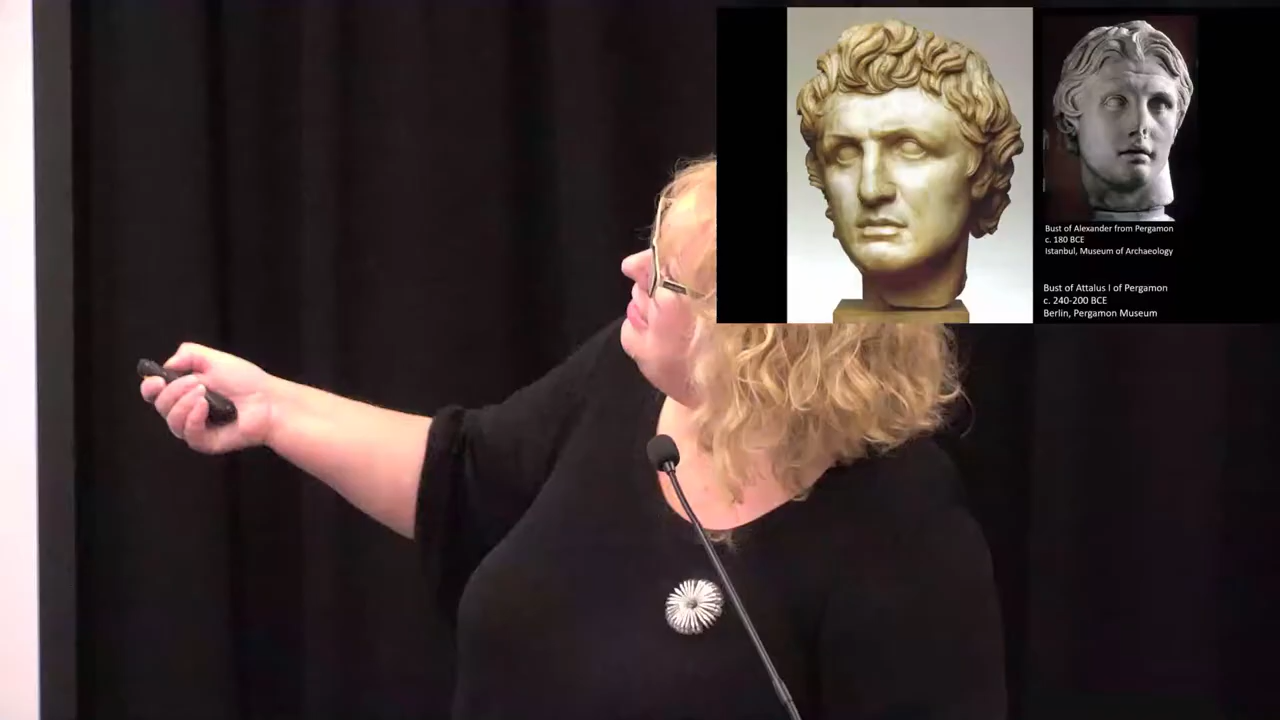 Bust of Alexander from Pergamon
c. 180 BCE
Istanbul, Museum of Archaeology
Bust of Attalus I of Pergamon
c. 240-200 BCE
Berlin, Pergamon Museum